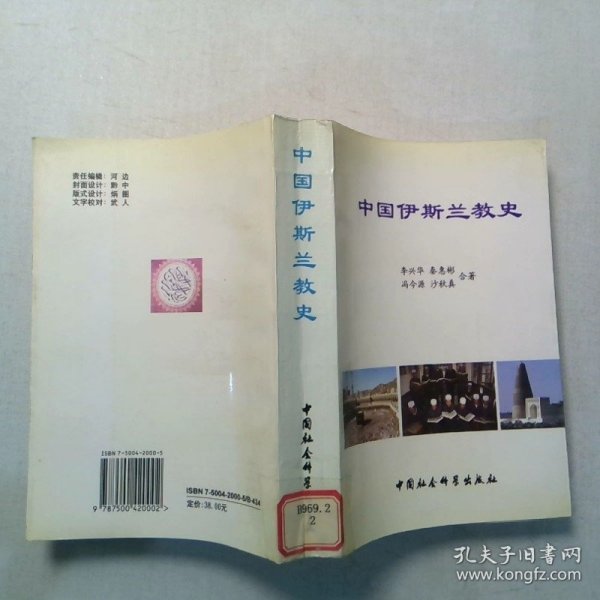 责任编辑：河 边
封面设计：黔 中
版式设计：炳 图
文字校对：武 人
ISBN 7-5004-2000-5
9 787500 420002 >
ISBN 7-5004-2000-5/B·434
定价：38.00元
中国伊斯兰教史
中国社会科学
B969.2
2
中国伊斯兰教史
李兴华 秦惠彬
冯今源 沙秋真
合著
中国社会科学出版社
孔夫子旧书网
www.kongfz.com